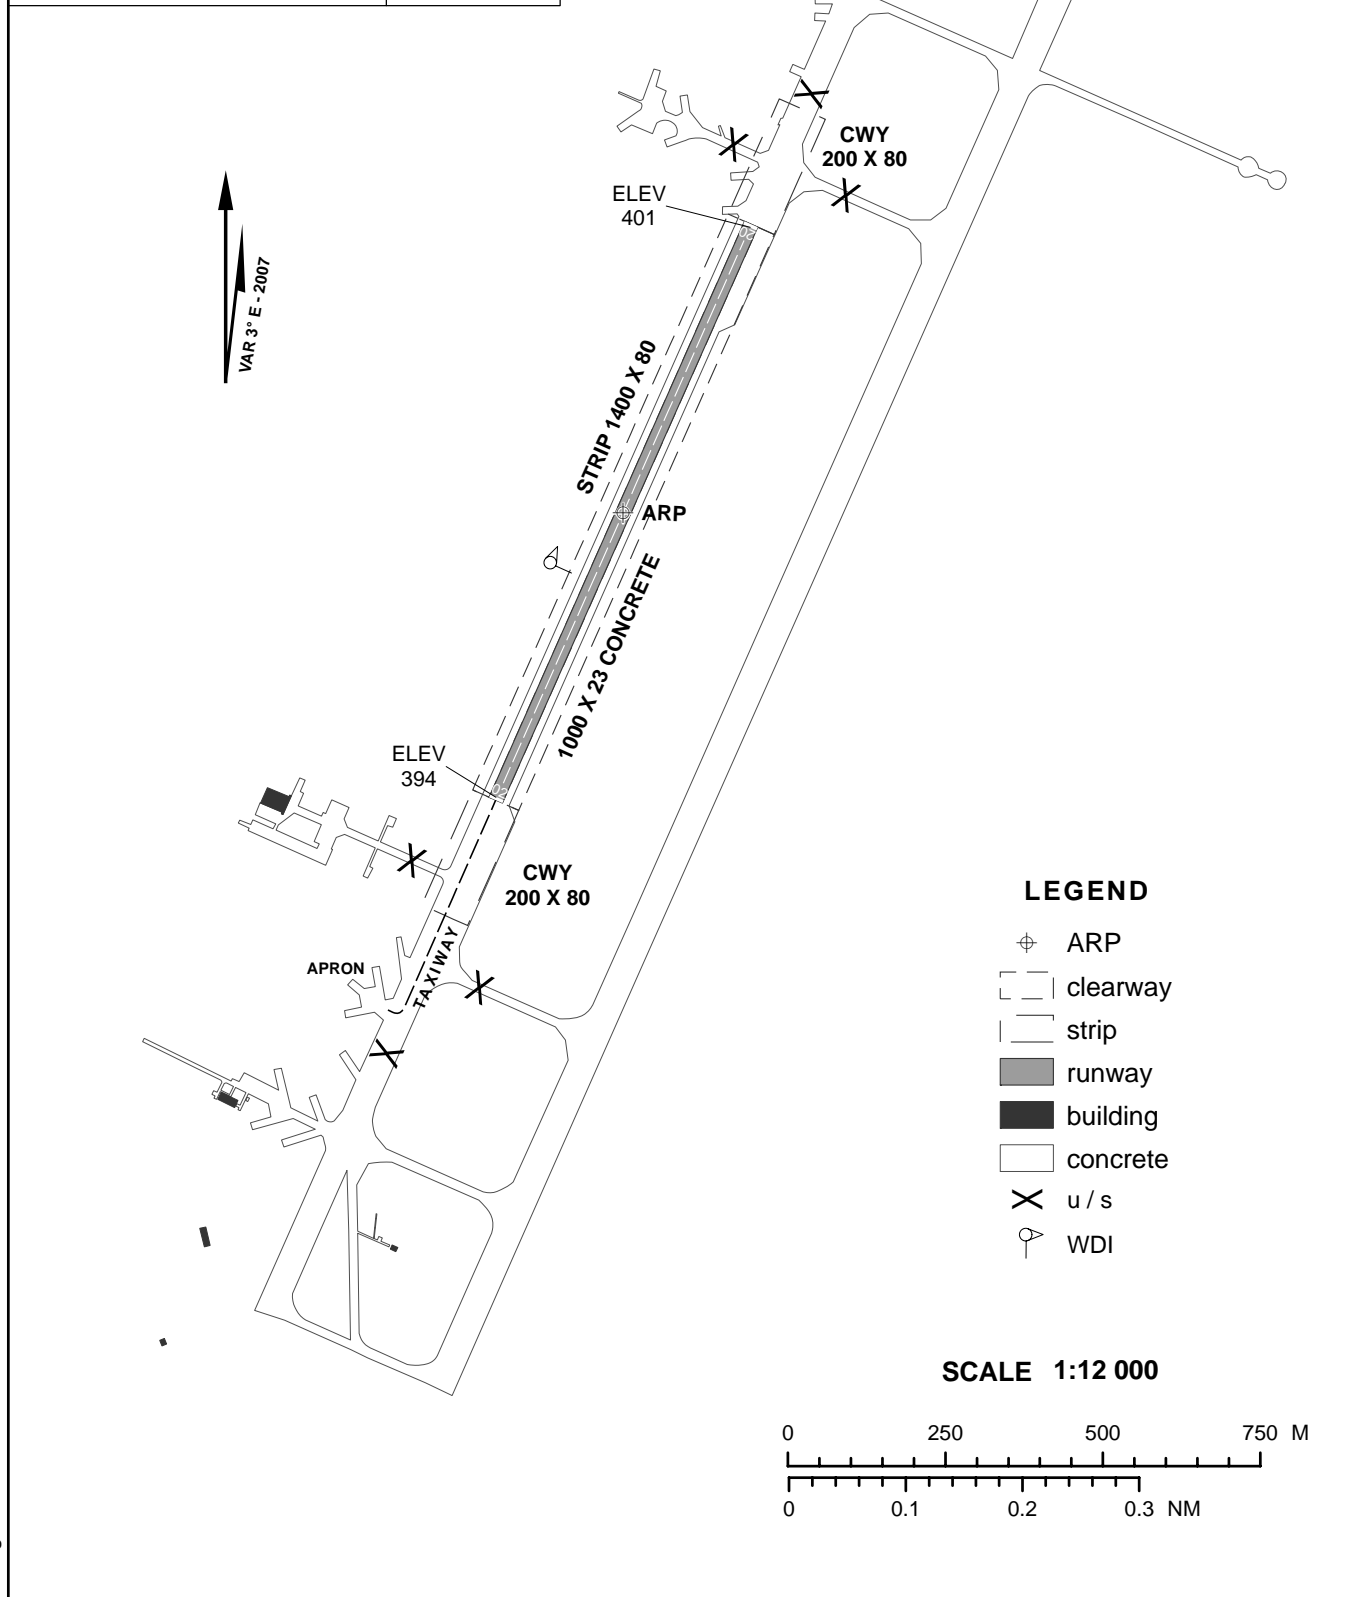 CWY
200 X 80
ELEV
401
20
VAR 3° E - 2007
STRIP 1400 X 80
ARP
1000 X 23 CONCRETE
ELEV
394
02
CWY
200 X 80
APRON
TAXIWAY
LEGEND
ARP
clearway
strip
runway
building
concrete
u / s
WDI
SCALE 1:12 000
0 250 500 750 M
0 0.1 0.2 0.3 NM